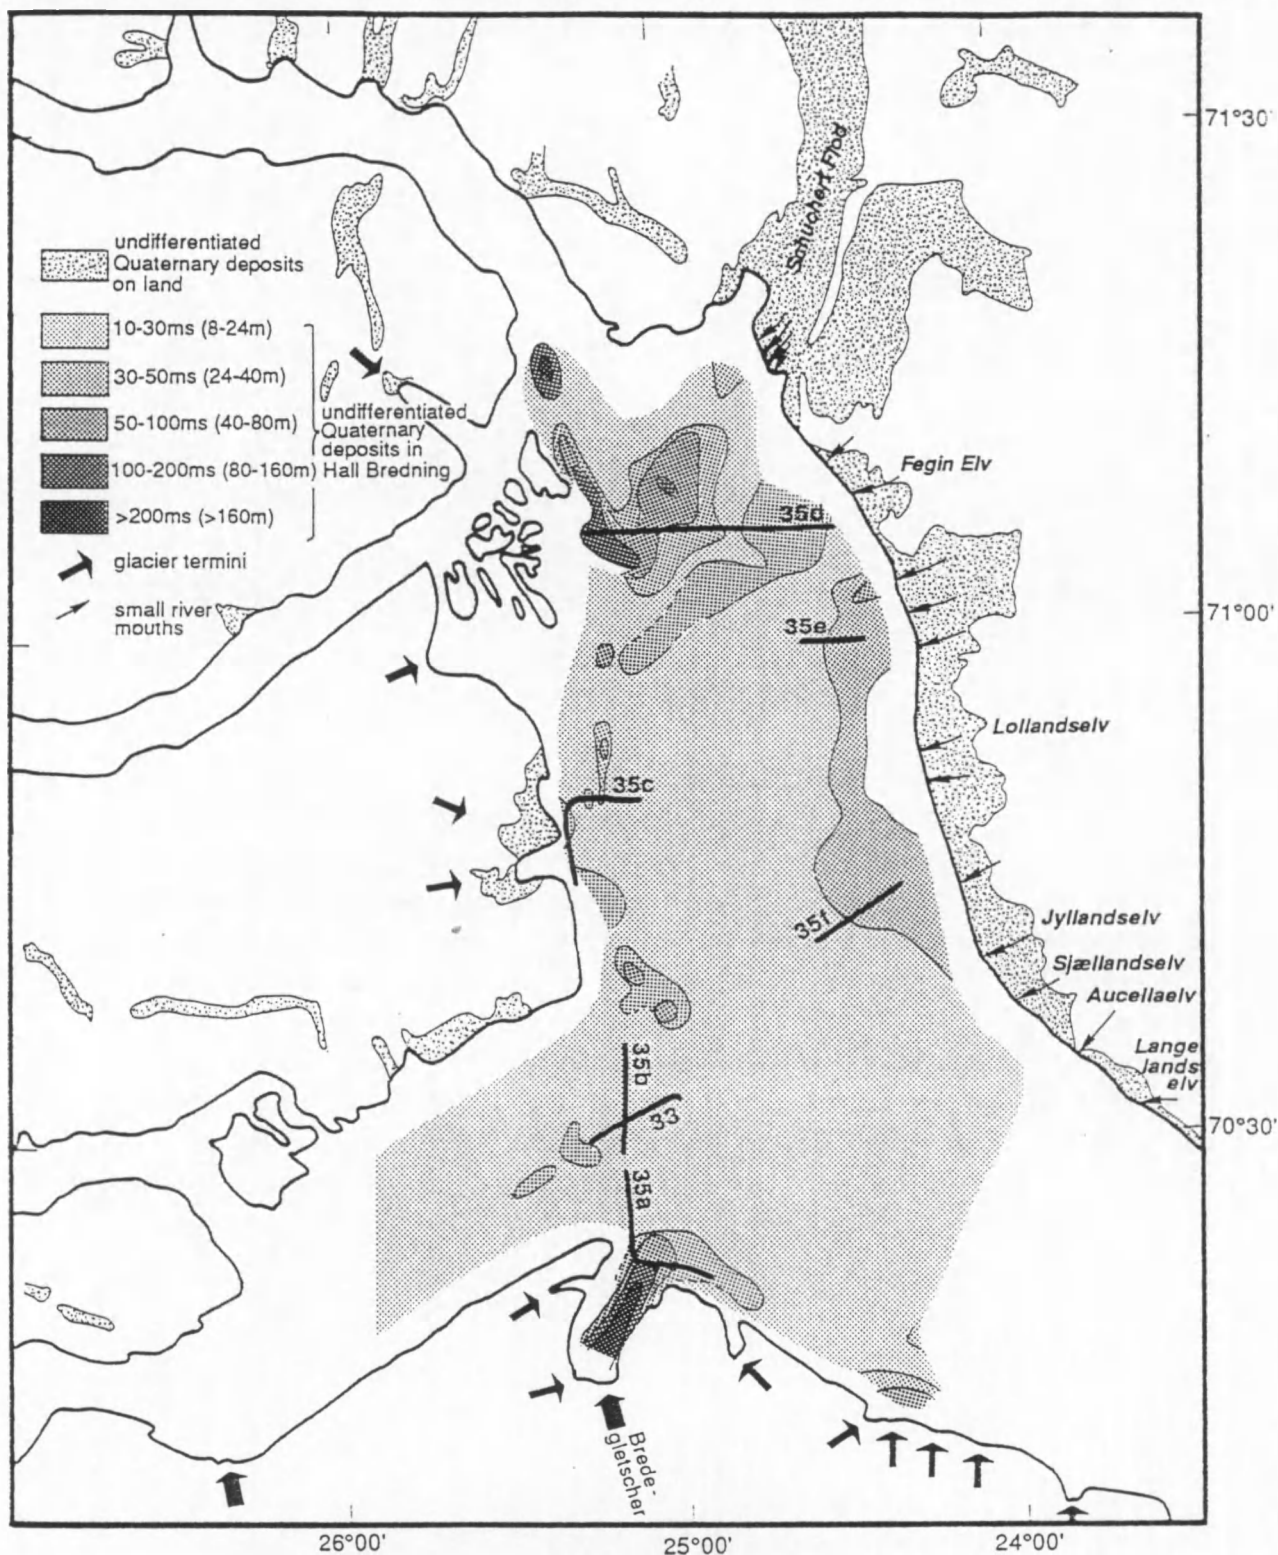 71°30'
Schuchert Flod
undifferentiated
Quaternary deposits
on land
10-30ms (8-24m)
30-50ms (24-40m)
50-100ms (40-80m)
100-200ms (80-160m)
>200ms (>160m)
undifferentiated
Quaternary
deposits in
Hall Bredning
glacier termini
small river
mouths
Fegin Elv
35d
71°00'
35e
Lollandselv
35c
35f
Jyllandselv
Sjællandselv
Aucellaelv
Lange
lands
elv
35b
33
70°30'
35a
Brede-
gletscher
26°00'
25°00'
24°00'